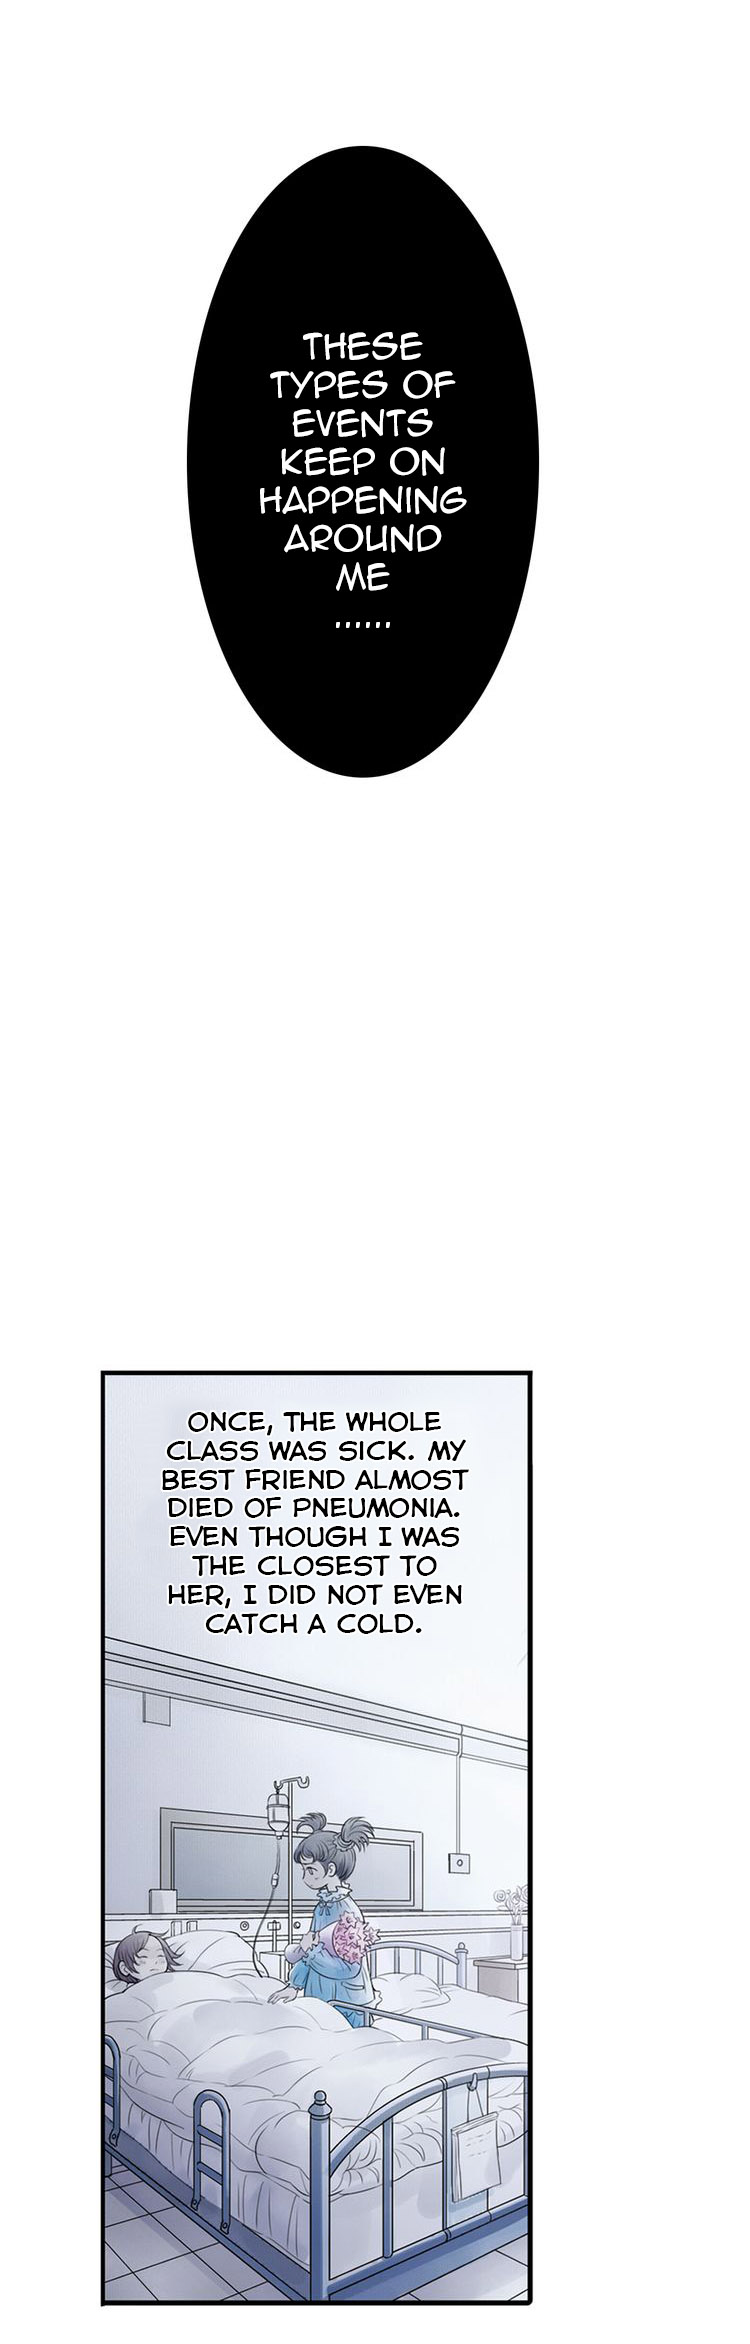 THESE
TYPES OF
EVENTS
KEEP ON
HAPPENING
AROUND
ME
......
ONCE, THE WHOLE
CLASS WAS SICK. MY
BEST FRIEND ALMOST
DIED OF PNEUMONIA.
EVEN THOUGH I WAS
THE CLOSEST TO
HER, I DID NOT EVEN
CATCH A COLD.